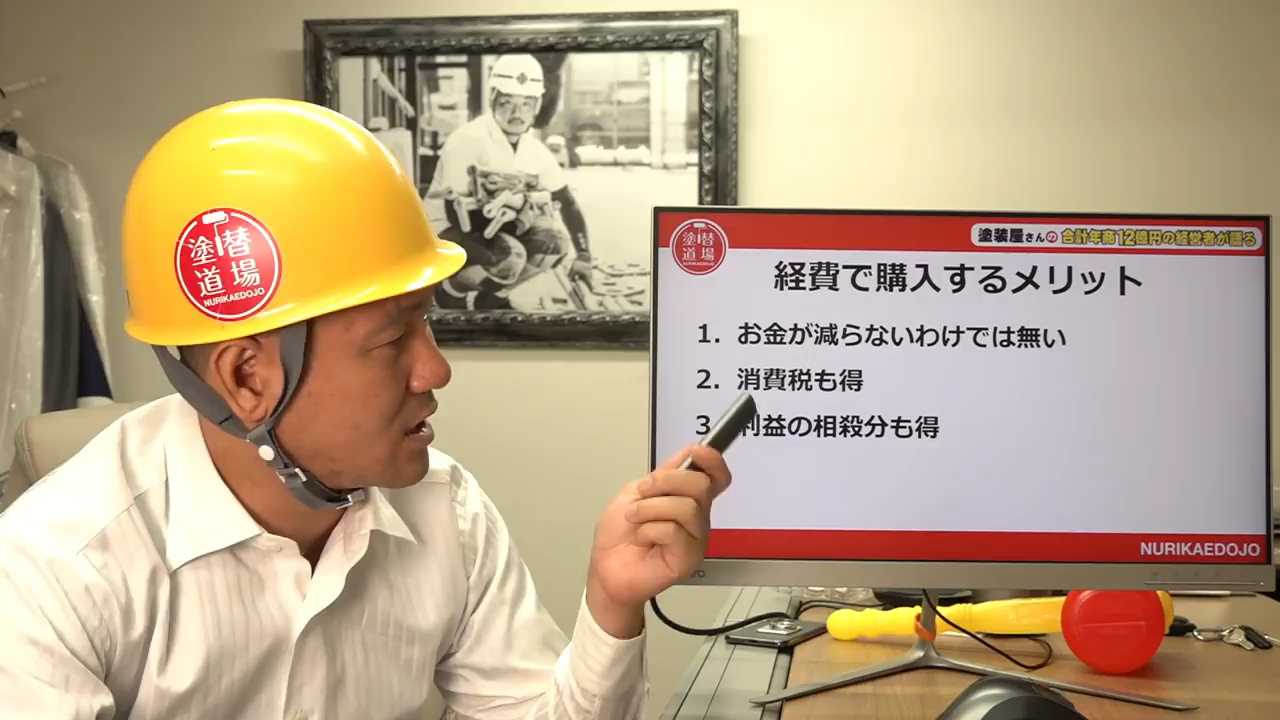 塗替
道場
NURIKAEDOJO
塗替
道場
NURIKAEDOJO
塗装屋さんの合計年商12億円の経営者が語る
経費で購入するメリット
1. お金が減らないわけでは無い
2. 消費税も得
3 利益の相殺分も得
NURIKAEDOJO